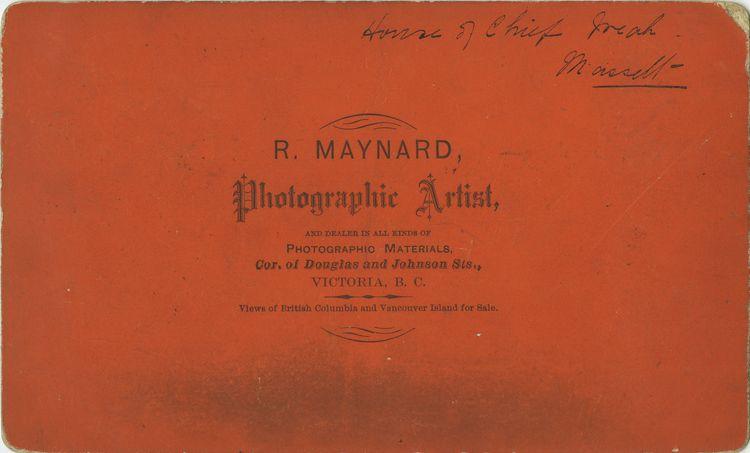 House of Chief Weah.
Massett
R. MAYNARD,
Photographic Artist,
AND DEALER IN ALL KINDS OF
PHOTOGRAPHIC MATERIALS,
Cor. of Douglas and Johnson Sts.,
VICTORIA, B. C.
Views of British Columbia and Vancouver Island for Sale.